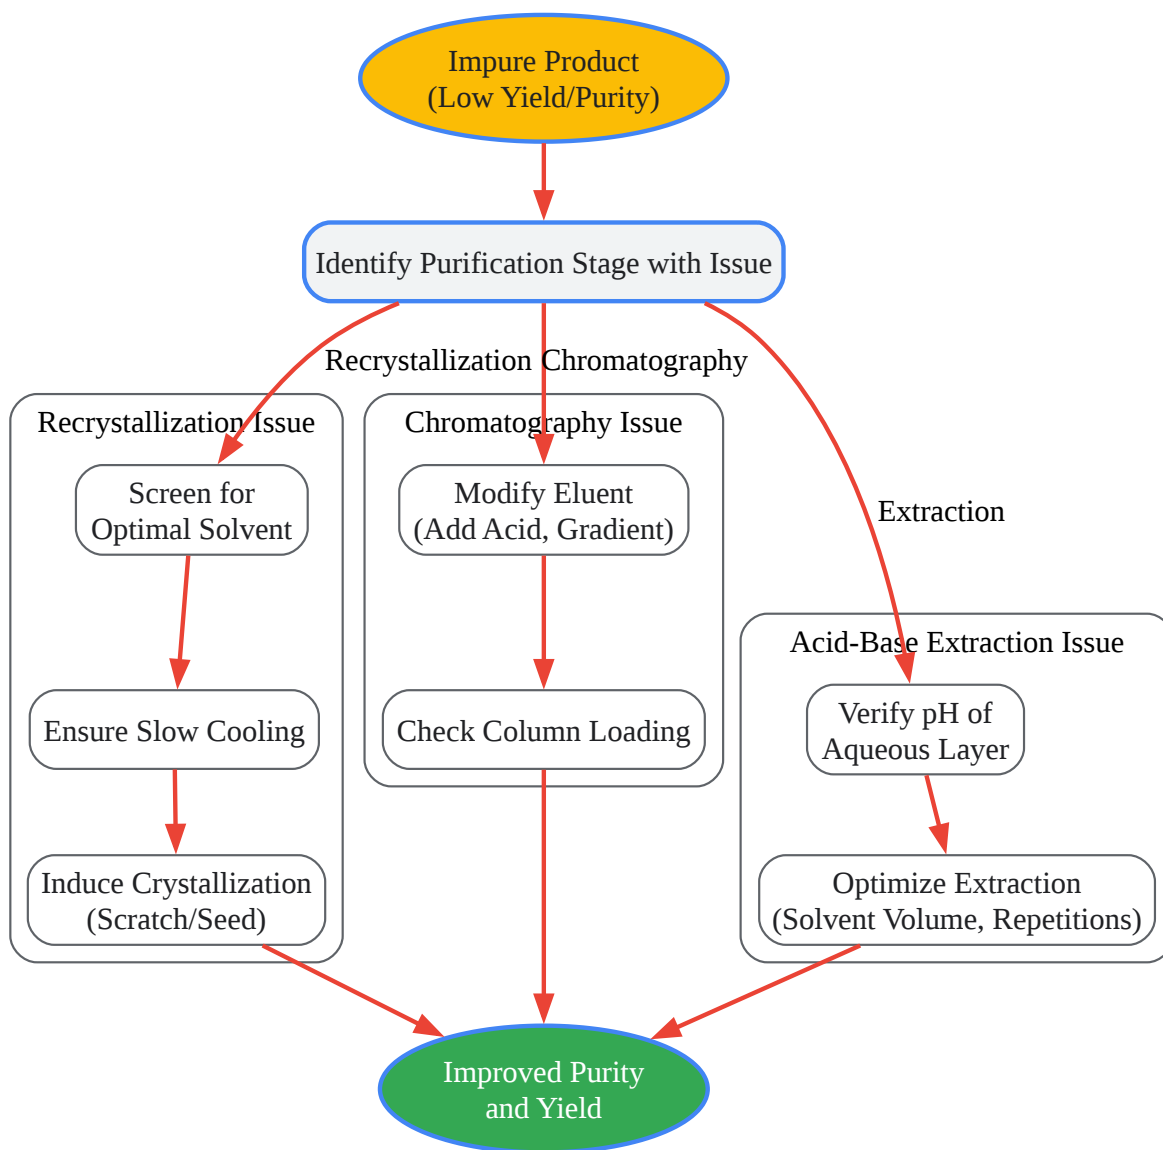 Impure Product
(Low Yield/Purity)
Identify Purification Stage with Issue
Recrystallization
Chromatography
Extraction
Recrystallization Issue
Screen for
Optimal Solvent
Ensure Slow Cooling
Induce Crystallization
(Scratch/Seed)
Chromatography Issue
Modify Eluent
(Add Acid, Gradient)
Check Column Loading
Acid-Base Extraction Issue
Verify pH of
Aqueous Layer
Optimize Extraction
(Solvent Volume, Repetitions)
Improved Purity
and Yield